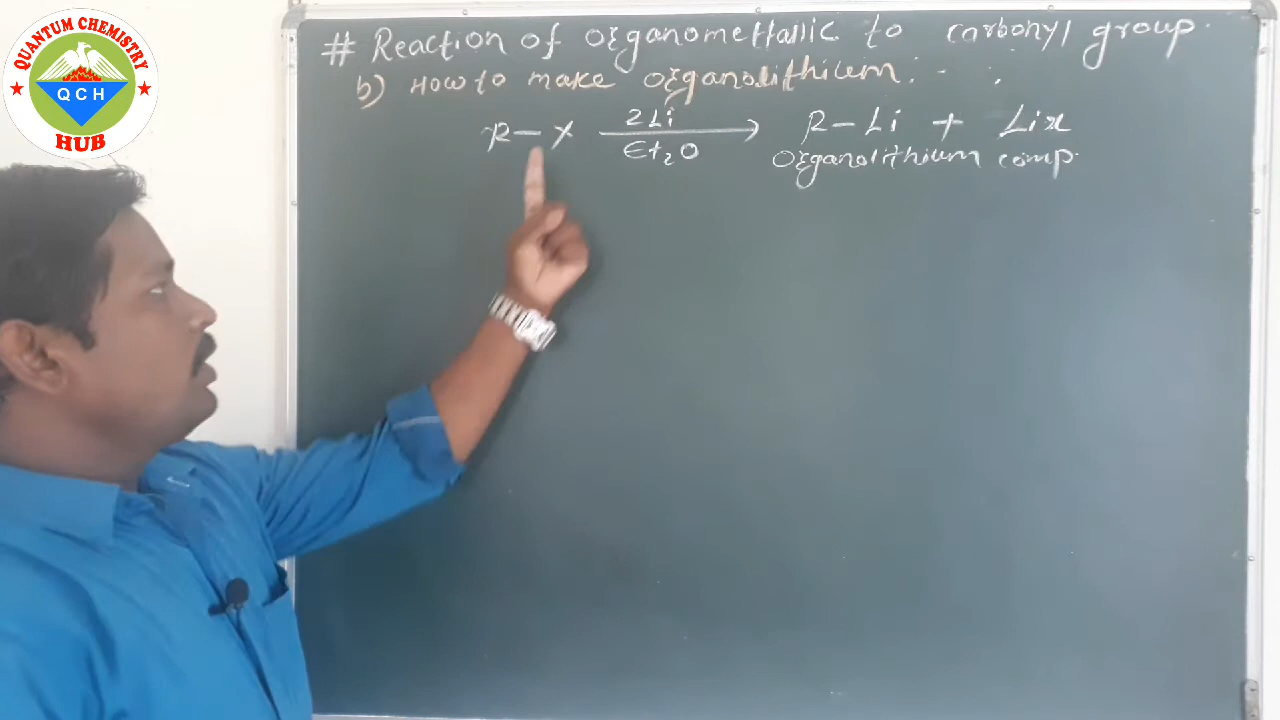 QUANTUM CHEMISTRY
QCH
HUB
# Reaction of organomettallic to carbonyl group.
b) How to make organolithium:-
R-X 2Li/Et₂O → R-Li + Lix
organolithium comp.